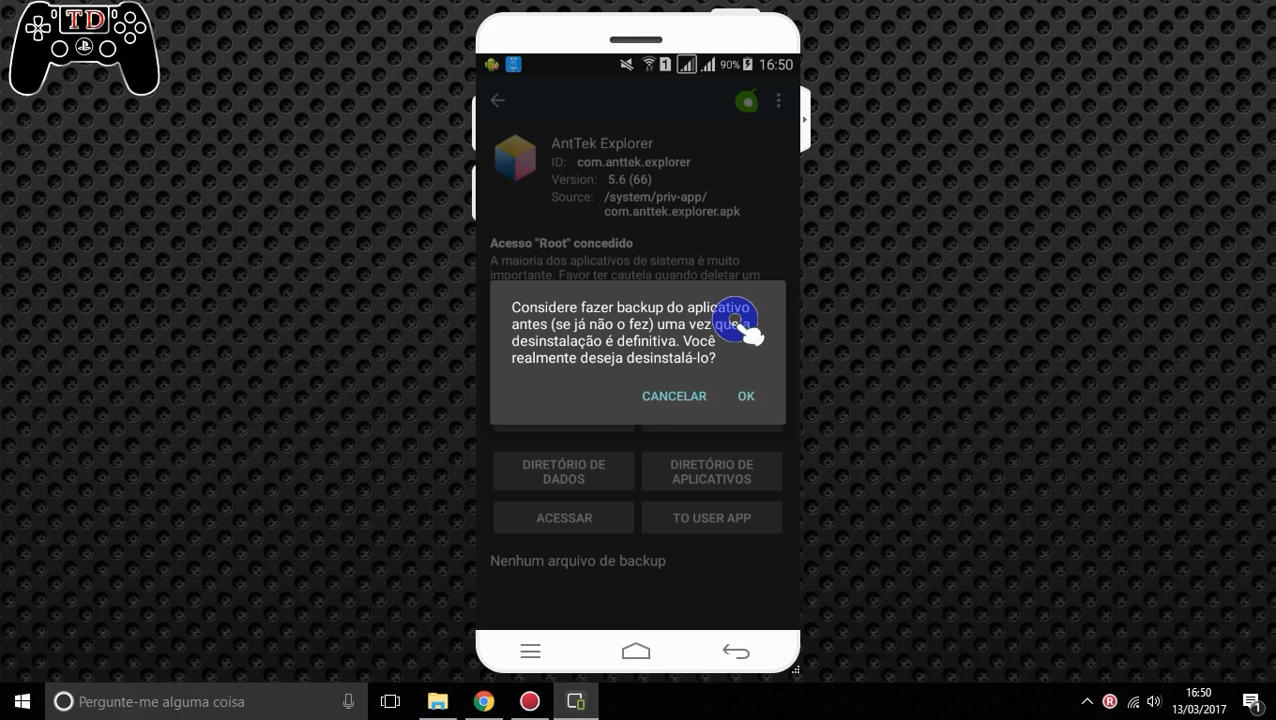 TD
90% 16:50
AntTek Explorer
ID: com.anttek.explorer
Version: 5.6 (66)
Source: /system/priv-app/
com.anttek.explorer.apk
Acesso "Root" concedido
A maioria dos aplicativos de sistema é muito
importante. Favor ter cautela quando deletar um
Considere fazer backup do aplicativo
antes (se já não o fez) uma vez que a
desinstalação é definitiva. Você
realmente deseja desinstalá-lo?
CANCELAR OK
DIRETÓRIO DE
DADOS
DIRETÓRIO DE
APLICATIVOS
ACESSAR TO USER APP
Nenhum arquivo de backup
Pergunte-me alguma coisa
16:50
13/03/2017